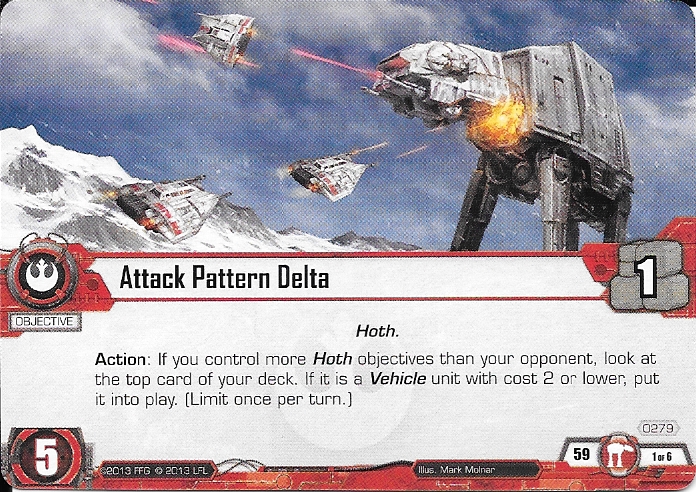 Attack Pattern Delta
1
OBJECTIVE
Hoth.
Action: If you control more Hoth objectives than your opponent, look at
the top card of your deck. If it is a Vehicle unit with cost 2 or lower, put
it into play. (Limit once per turn.)
0279
5
©2013 FFG © 2013 LFL
Illus. Mark Molnar
59
1 OF 6